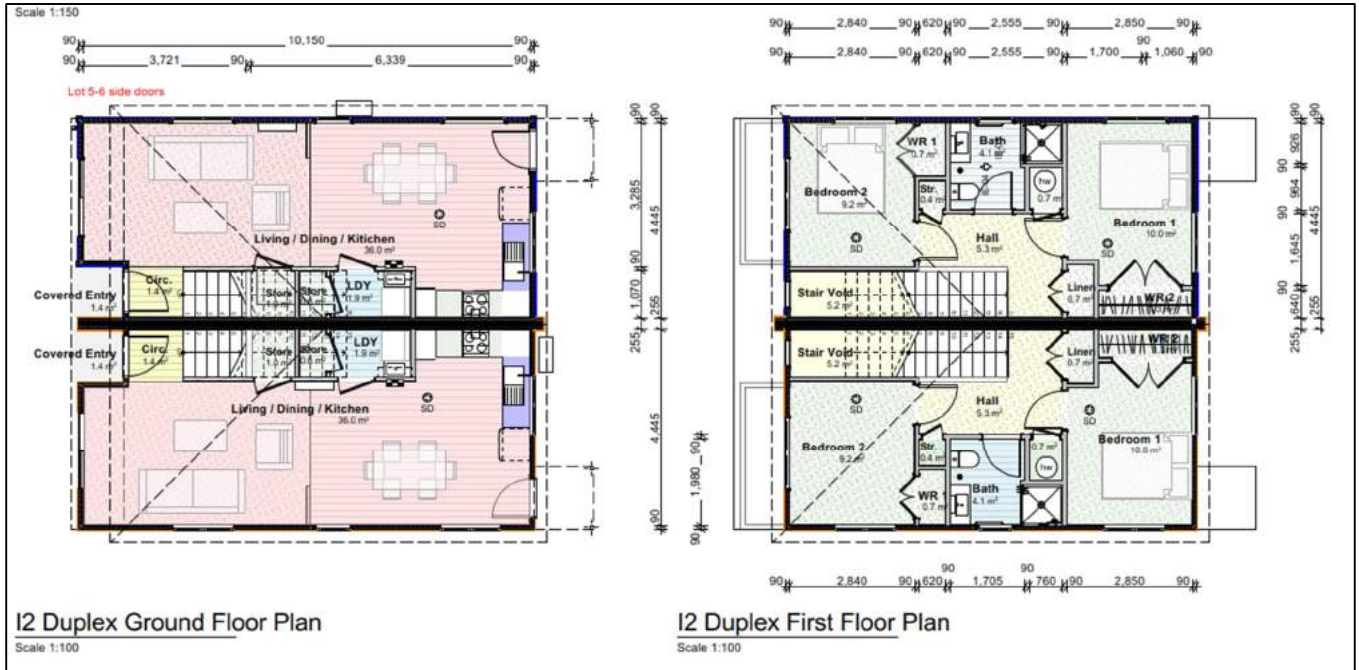 Scale 1:150
90 10,150 90
90 3,721 90 6,339 90
Lot 5-6 side doors
Living / Dining / Kitchen
36.0 m²
SD
Covered Entry
1.4 m²
Circ.
1.4 m²
Store
Store
LDY
1.9 m²
90 90
3,285
4,445
90
1,070
255
Covered Entry
1.4 m²
Circ.
1.4 m²
Store
1.0 m²
Store
LDY
1.9 m²
Living / Dining / Kitchen
36.0 m²
SD
255
4,445
90
I2 Duplex Ground Floor Plan
Scale 1:100
90 2,840 90 620 90 2,555 90 2,850 90
90
90 2,840 90 620 90 2,555 90 1,700 1,060 90
WR 1
0.7 m²
Bath
4.1 m²
Bedroom 2
9.2 m²
Str.
0.4 m²
hw
0.7 m
Bedroom 1
10.0 m²
SD
SD
Hall
5.3 m²
Stair Void
5.2 m²
Linen
0.7 m²
WR 2
90 90
926
90
964
90
4,445
1,645
90
640
90
255
Stair Void
5.2 m²
Linen
0.7 m²
WR 2
SD
Hall
5.3 m²
SD
Bedroom 2
9.2 m²
Str.
0.4 m²
0.7 m²
hw
Bedroom 1
10.0 m²
WR 1
0.7 m²
Bath
4.1 m²
255
4,445
90
90
1,980
90
90 90
90 2,840 90 620 1,705 760 90 2,850 90
I2 Duplex First Floor Plan
Scale 1:100